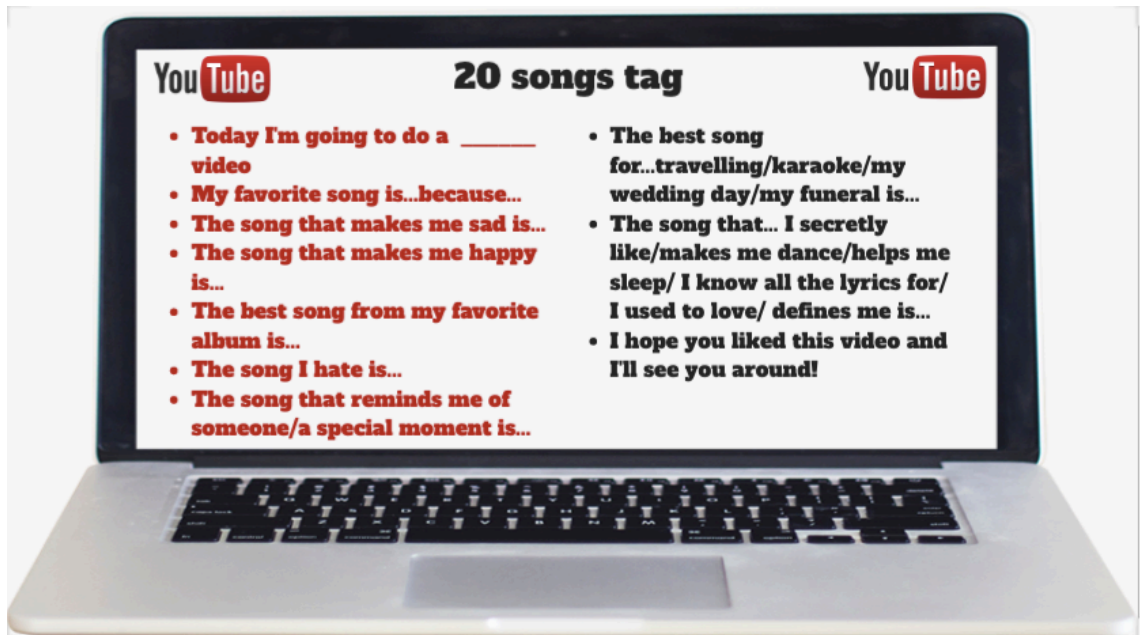 YouTube
20 songs tag
YouTube
• Today I'm going to do a ______
video
• My favorite song is...because...
• The song that makes me sad is...
• The song that makes me happy
is...
• The best song from my favorite
album is...
• The song I hate is...
• The song that reminds me of
someone/a special moment is...
• The best song
for...travelling/karaoke/my
wedding day/my funeral is...
• The song that... I secretly
like/makes me dance/helps me
sleep/ I know all the lyrics for/
I used to love/ defines me is...
• I hope you liked this video and
I'll see you around!